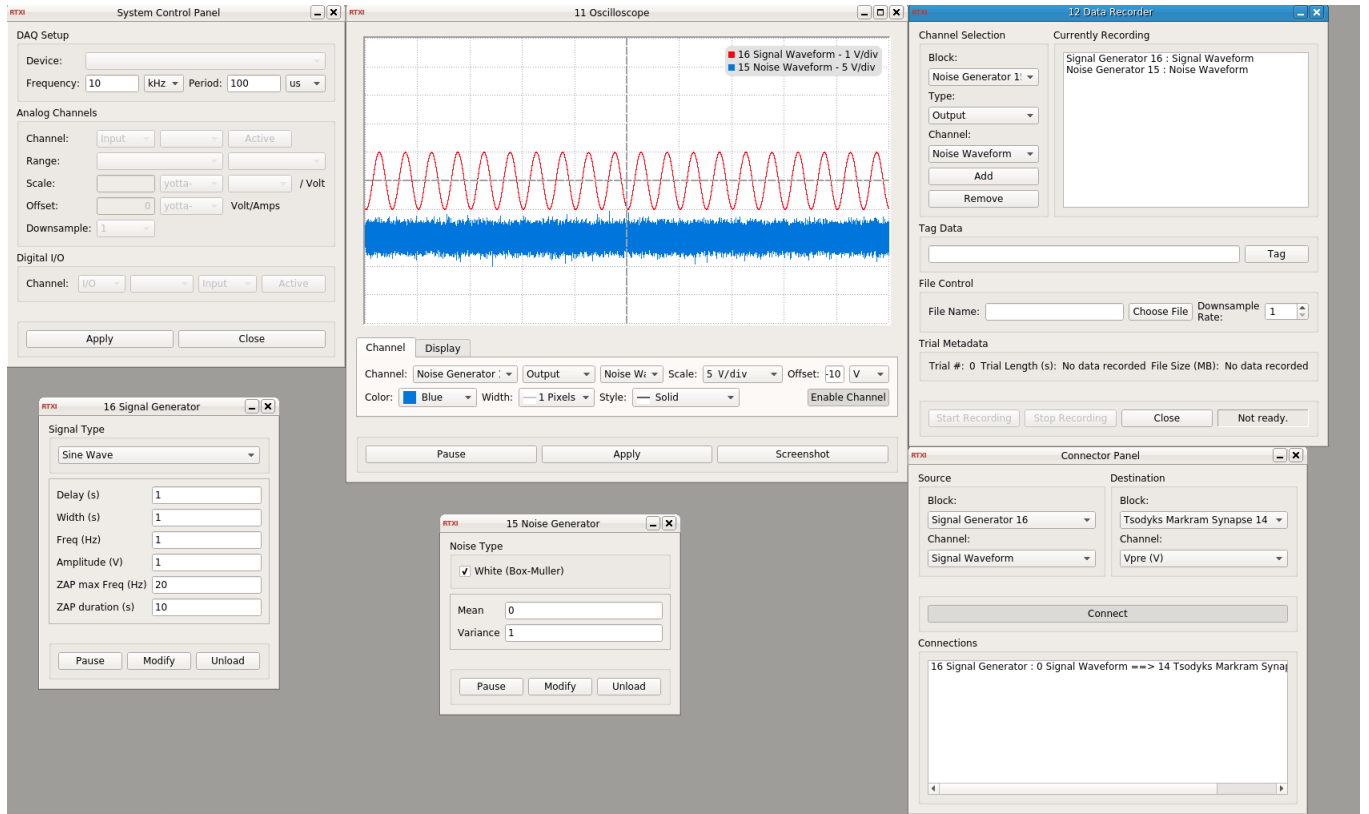 RTXI System Control Panel
DAQ Setup
Device:
Frequency: 10 kHz Period: 100 us
Analog Channels
Channel: Input Active
Range:
Scale: yotta- / Volt
Offset: 0 yotta- Volt/Amps
Downsample: 1
Digital I/O
Channel: I/O Input Active
Apply Close
RTXI 11 Oscilloscope
16 Signal Waveform - 1 V/div
15 Noise Waveform - 5 V/div
Channel Display
Channel: Noise Generator Output Noise Wa Scale: 5 V/div Offset: -10 V
Color: Blue Width: 1 Pixels Style: Solid Enable Channel
Pause Apply Screenshot
RTXI 12 Data Recorder
Channel Selection
Block:
Noise Generator 1
Type:
Output
Channel:
Noise Waveform
Add
Remove
Currently Recording
Signal Generator 16 : Signal Waveform
Noise Generator 15 : Noise Waveform
Tag Data
Tag
File Control
File Name: Choose File Downsample Rate: 1
Trial Metadata
Trial #: 0 Trial Length (s): No data recorded File Size (MB): No data recorded
Start Recording Stop Recording Close Not ready.
RTXI 16 Signal Generator
Signal Type
Sine Wave
Delay (s) 1
Width (s) 1
Freq (Hz) 1
Amplitude (V) 1
ZAP max Freq (Hz) 20
ZAP duration (s) 10
Pause Modify Unload
RTXI 15 Noise Generator
Noise Type
White (Box-Muller)
Mean 0
Variance 1
Pause Modify Unload
RTXI Connector Panel
Source
Block:
Signal Generator 16
Channel:
Signal Waveform
Destination
Block:
Tsodyks Markram Synapse 14
Channel:
Vpre (V)
Connect
Connections
16 Signal Generator : 0 Signal Waveform ==> 14 Tsodyks Markram Synap